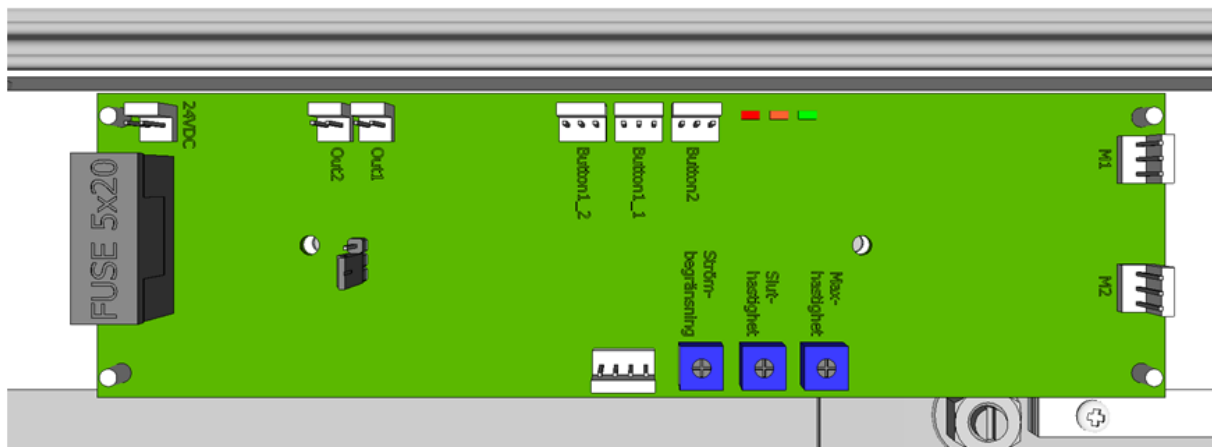 24VDC
Out2
Out1
Button1_2
Button1_1
Button2
M1
FUSE 5x20
M2
Ström-
begränsning
Slut-
hastighet
Max-
hastighet